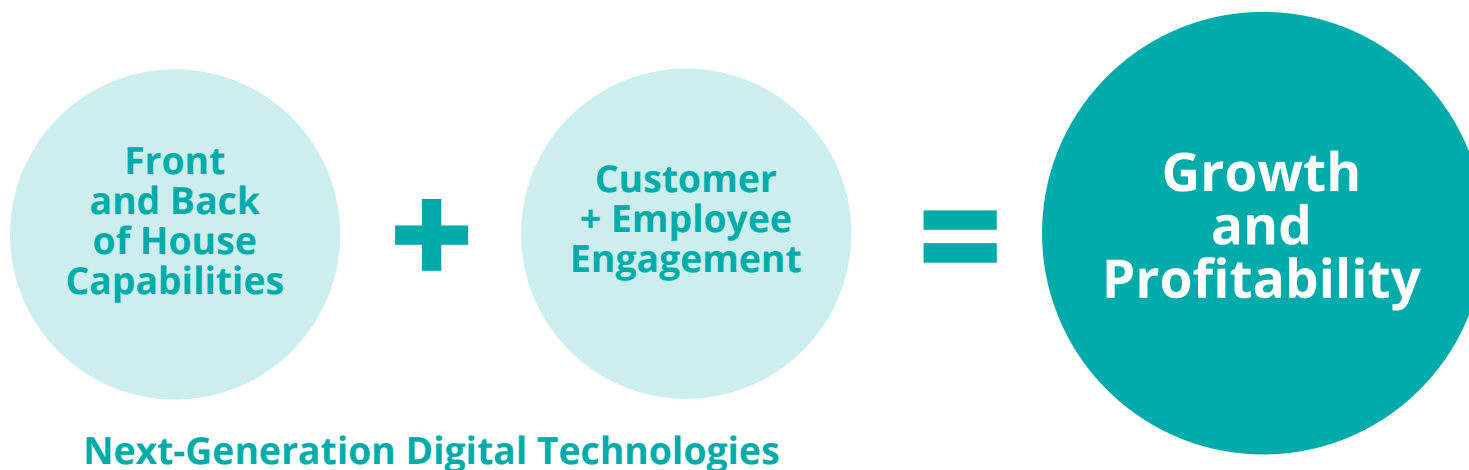 Front
and Back
of House
Capabilities
+
Customer
+ Employee
Engagement
=
Growth
and
Profitability
Next-Generation Digital Technologies